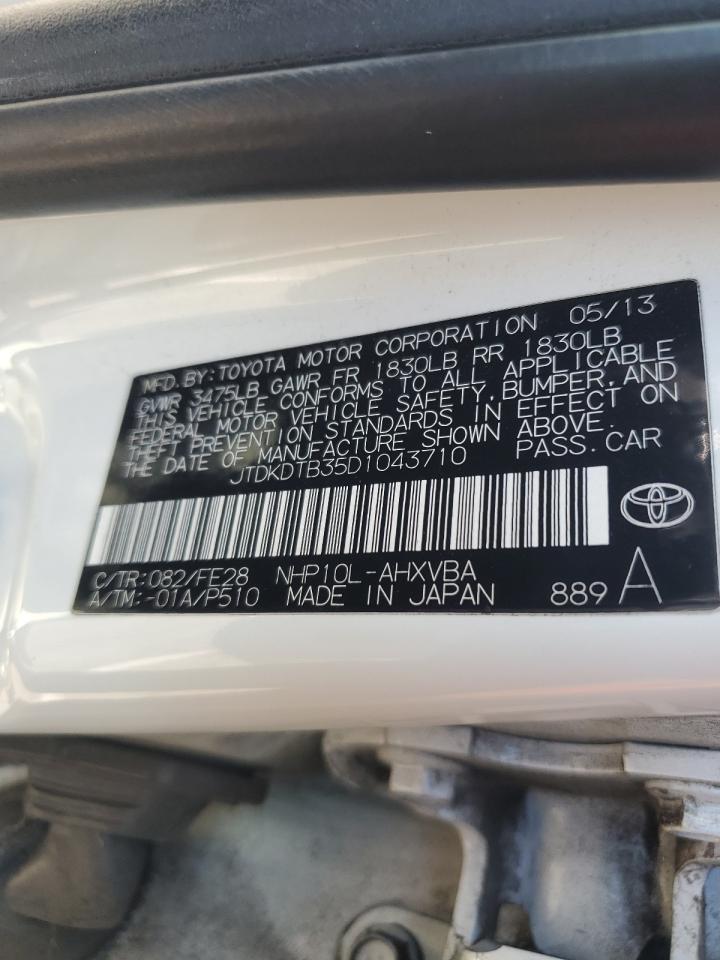 MFD.BY:TOYOTA MOTOR CORPORATION 05/13
GVWR 3475LB GAWR FR 1830LB RR 1830LB
THIS VEHICLE CONFORMS TO ALL APPLICABLE
FEDERAL MOTOR VEHICLE SAFETY, BUMPER, AND
THEFT PREVENTION STANDARDS IN EFFECT ON
THE DATE OF MANUFACTURE SHOWN ABOVE.
JTDKDTB35D1043710 PASS.CAR
C/TR:082/FE28 NHP10L-AHXVBA
A/TM:-01A/P510 MADE IN JAPAN 889 A